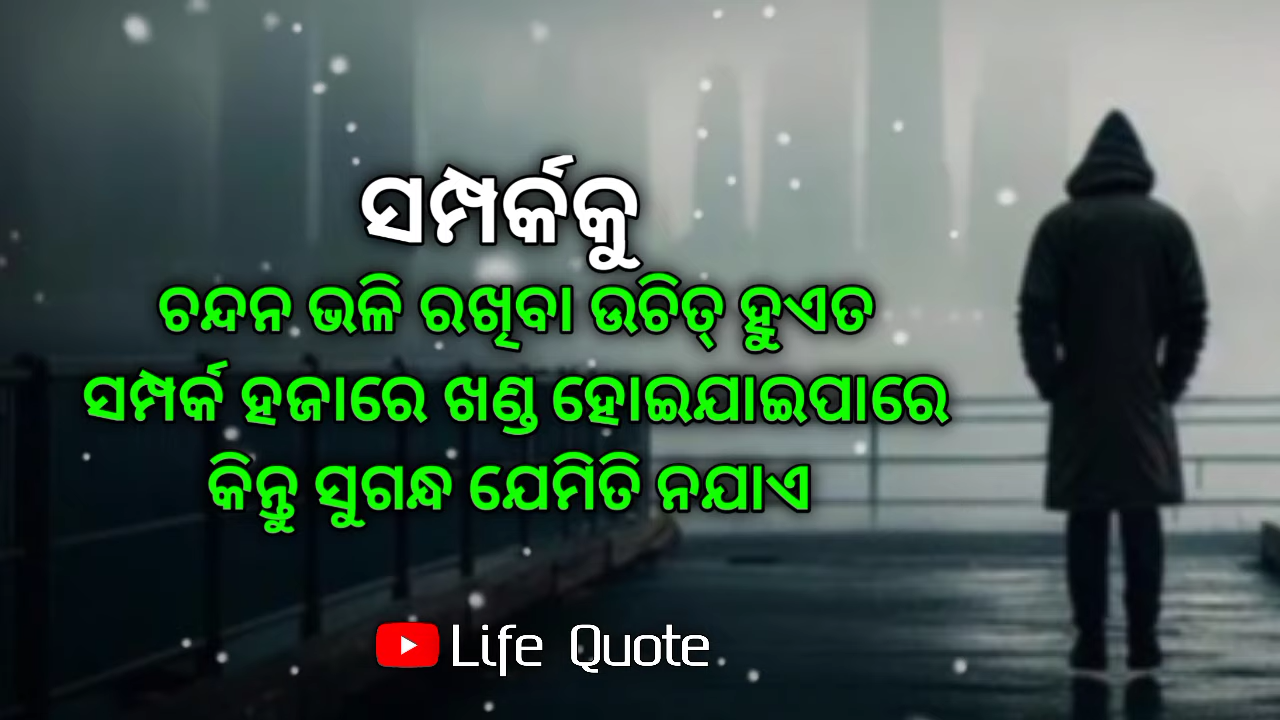 ସମ୍ପର୍କକୁ
ଚନ୍ଦନ ଭଳି ରଖିବା ଉଚିତ୍ ହୁଏତ
ସମ୍ପର୍କ ହଜାରେ ଖଣ୍ଡ ହୋଇଯାଇପାରେ
କିନ୍ତୁ ସୁଗନ୍ଧ ଯେମିତି ନଯାଏ
Life Quote